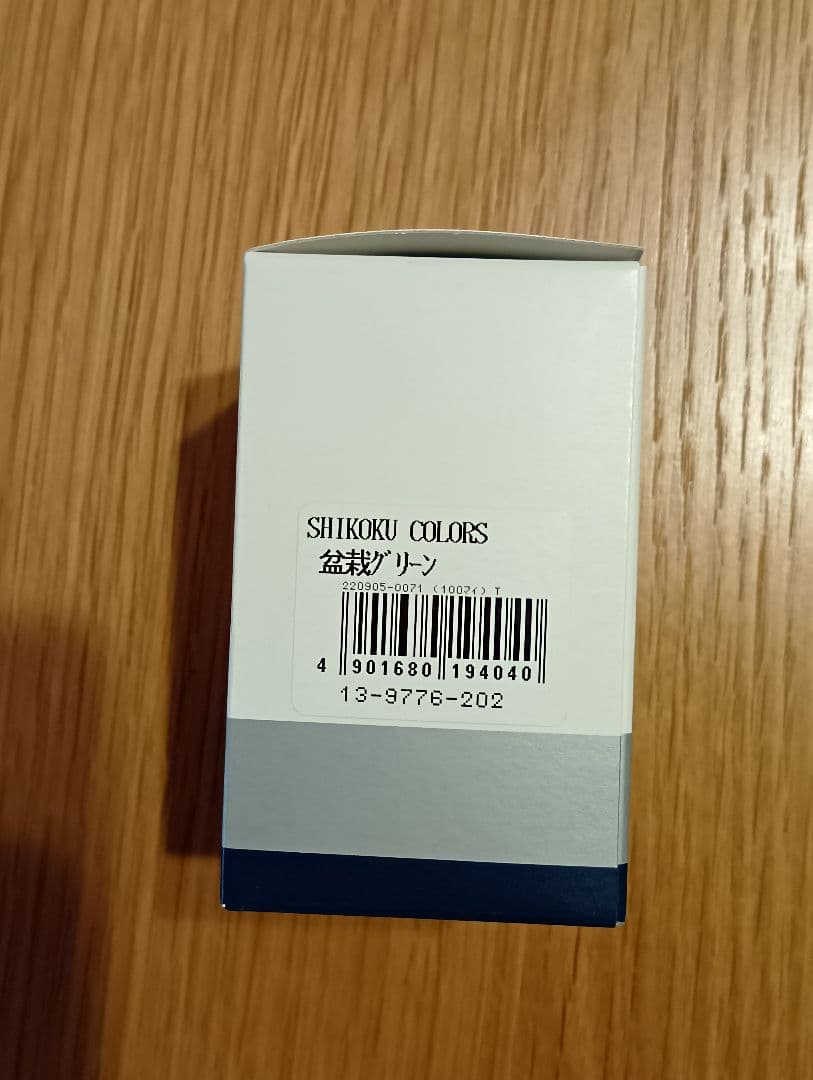 SHIKOKU COLORS
盆栽ｸﾞﾘｰﾝ
220905-0071 (100ﾏｲ) T
4 901680 194040
13-9776-202